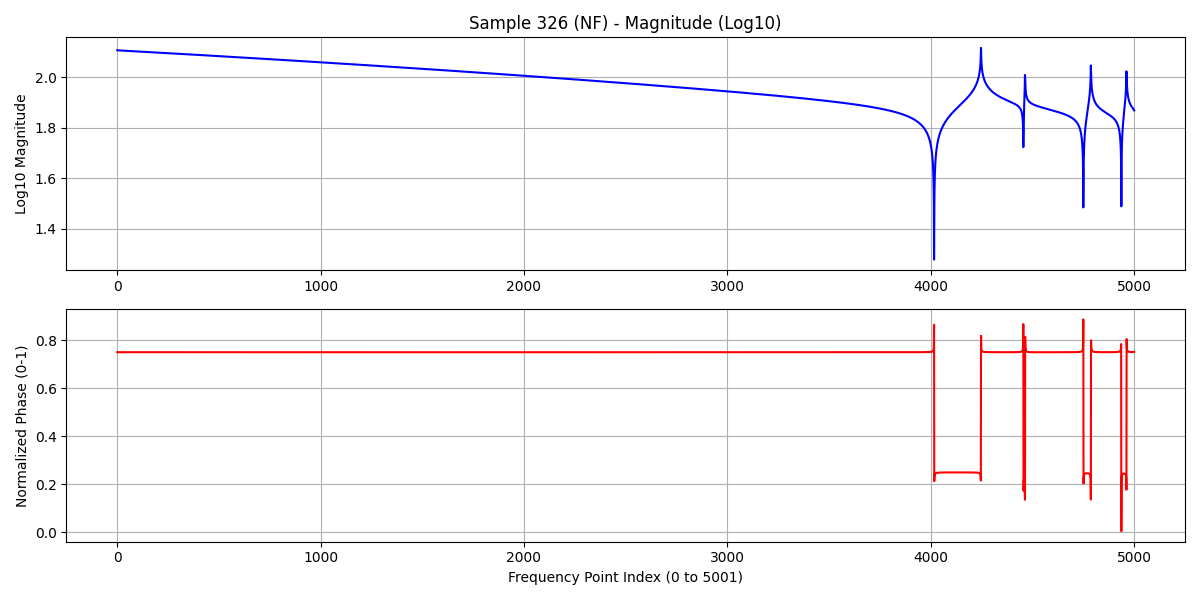 Sample 326 (NF) - Magnitude (Log10)
Log10 Magnitude
2.0
1.8
1.6
1.4
0 1000 2000 3000 4000 5000
Normalized Phase (0-1)
0.8
0.6
0.4
0.2
0.0
0 1000 2000 3000 4000 5000
Frequency Point Index (0 to 5001)